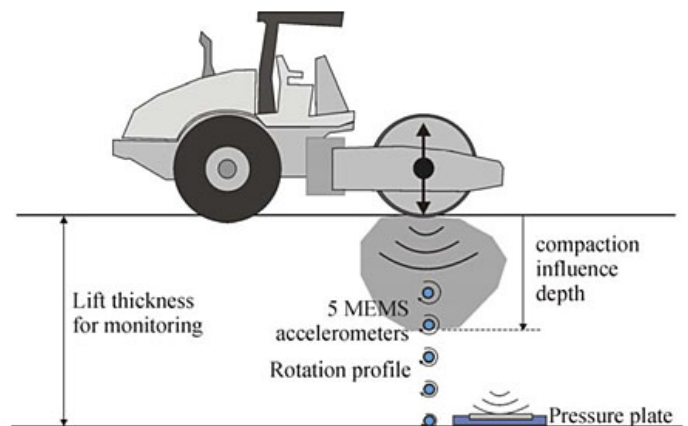 compaction
influence
depth
Lift thickness
for monitoring
5 MEMS
accelerometers
Rotation profile
Pressure plate